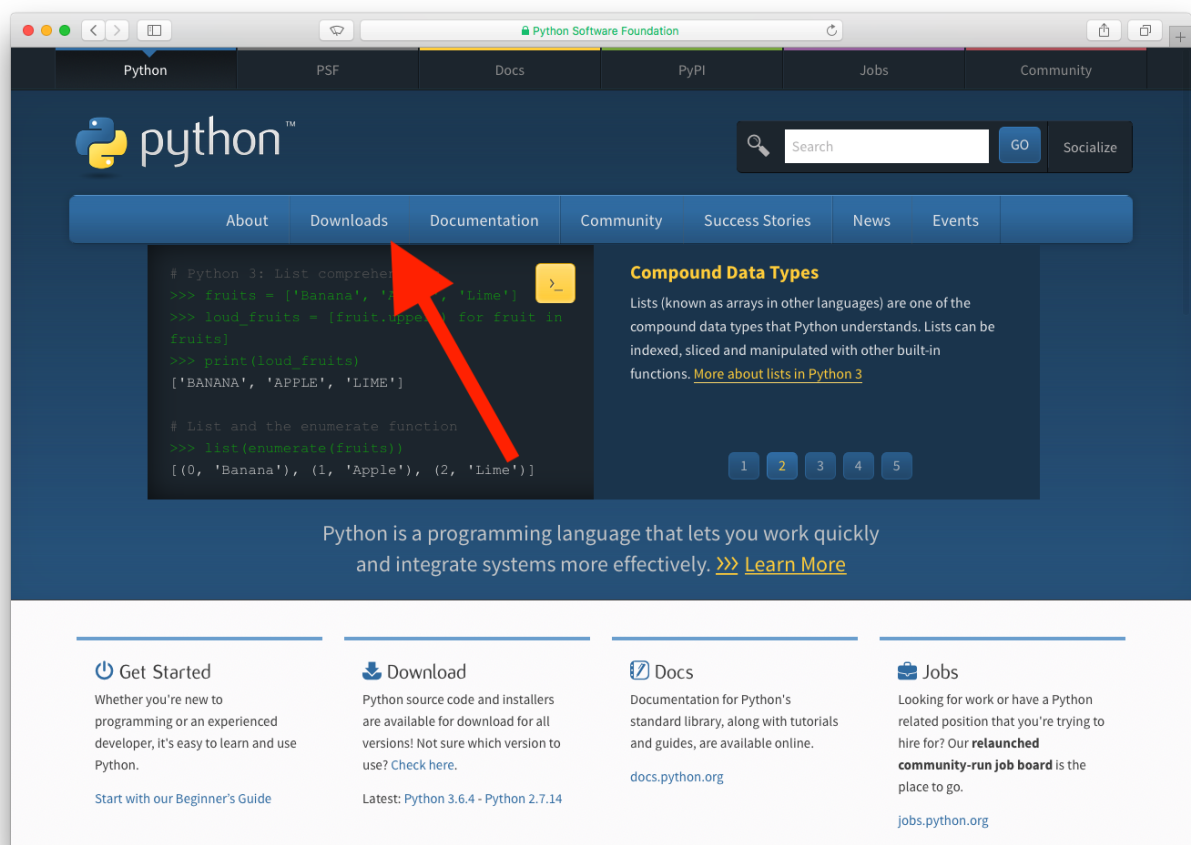 Python Software Foundation
Python PSF Docs PyPI Jobs Community
python™
Search GO Socialize
About Downloads Documentation Community Success Stories News Events
# Python 3: List
>>> fruits = ['Banana', 'Lime']
>>> loud_fruits = for fruit in
fruits]
>>> print(loud_fruits)
['BANANA', 'APPLE', 'LIME']
# List and the enumerate function
>>> list(enumerate(fruits))
[(0, 'Banana'), (1, 'Apple'), (2, 'Lime')]
>_
Compound Data Types
Lists (known as arrays in other languages) are one of the
compound data types that Python understands. Lists can be
indexed, sliced and manipulated with other built-in
functions. More about lists in Python 3
1 2 3 4 5
Python is a programming language that lets you work quickly
and integrate systems more effectively. >>> Learn More
Get Started
Whether you're new to
programming or an experienced
developer, it's easy to learn and use
Python.
Start with our Beginner's Guide
Download
Python source code and installers
are available for download for all
versions! Not sure which version to
use? Check here.
Latest: Python 3.6.4 - Python 2.7.14
Docs
Documentation for Python's
standard library, along with tutorials
and guides, are available online.
docs.python.org
Jobs
Looking for work or have a Python
related position that you're trying to
hire for? Our relaunched
community-run job board is the
place to go.
jobs.python.org